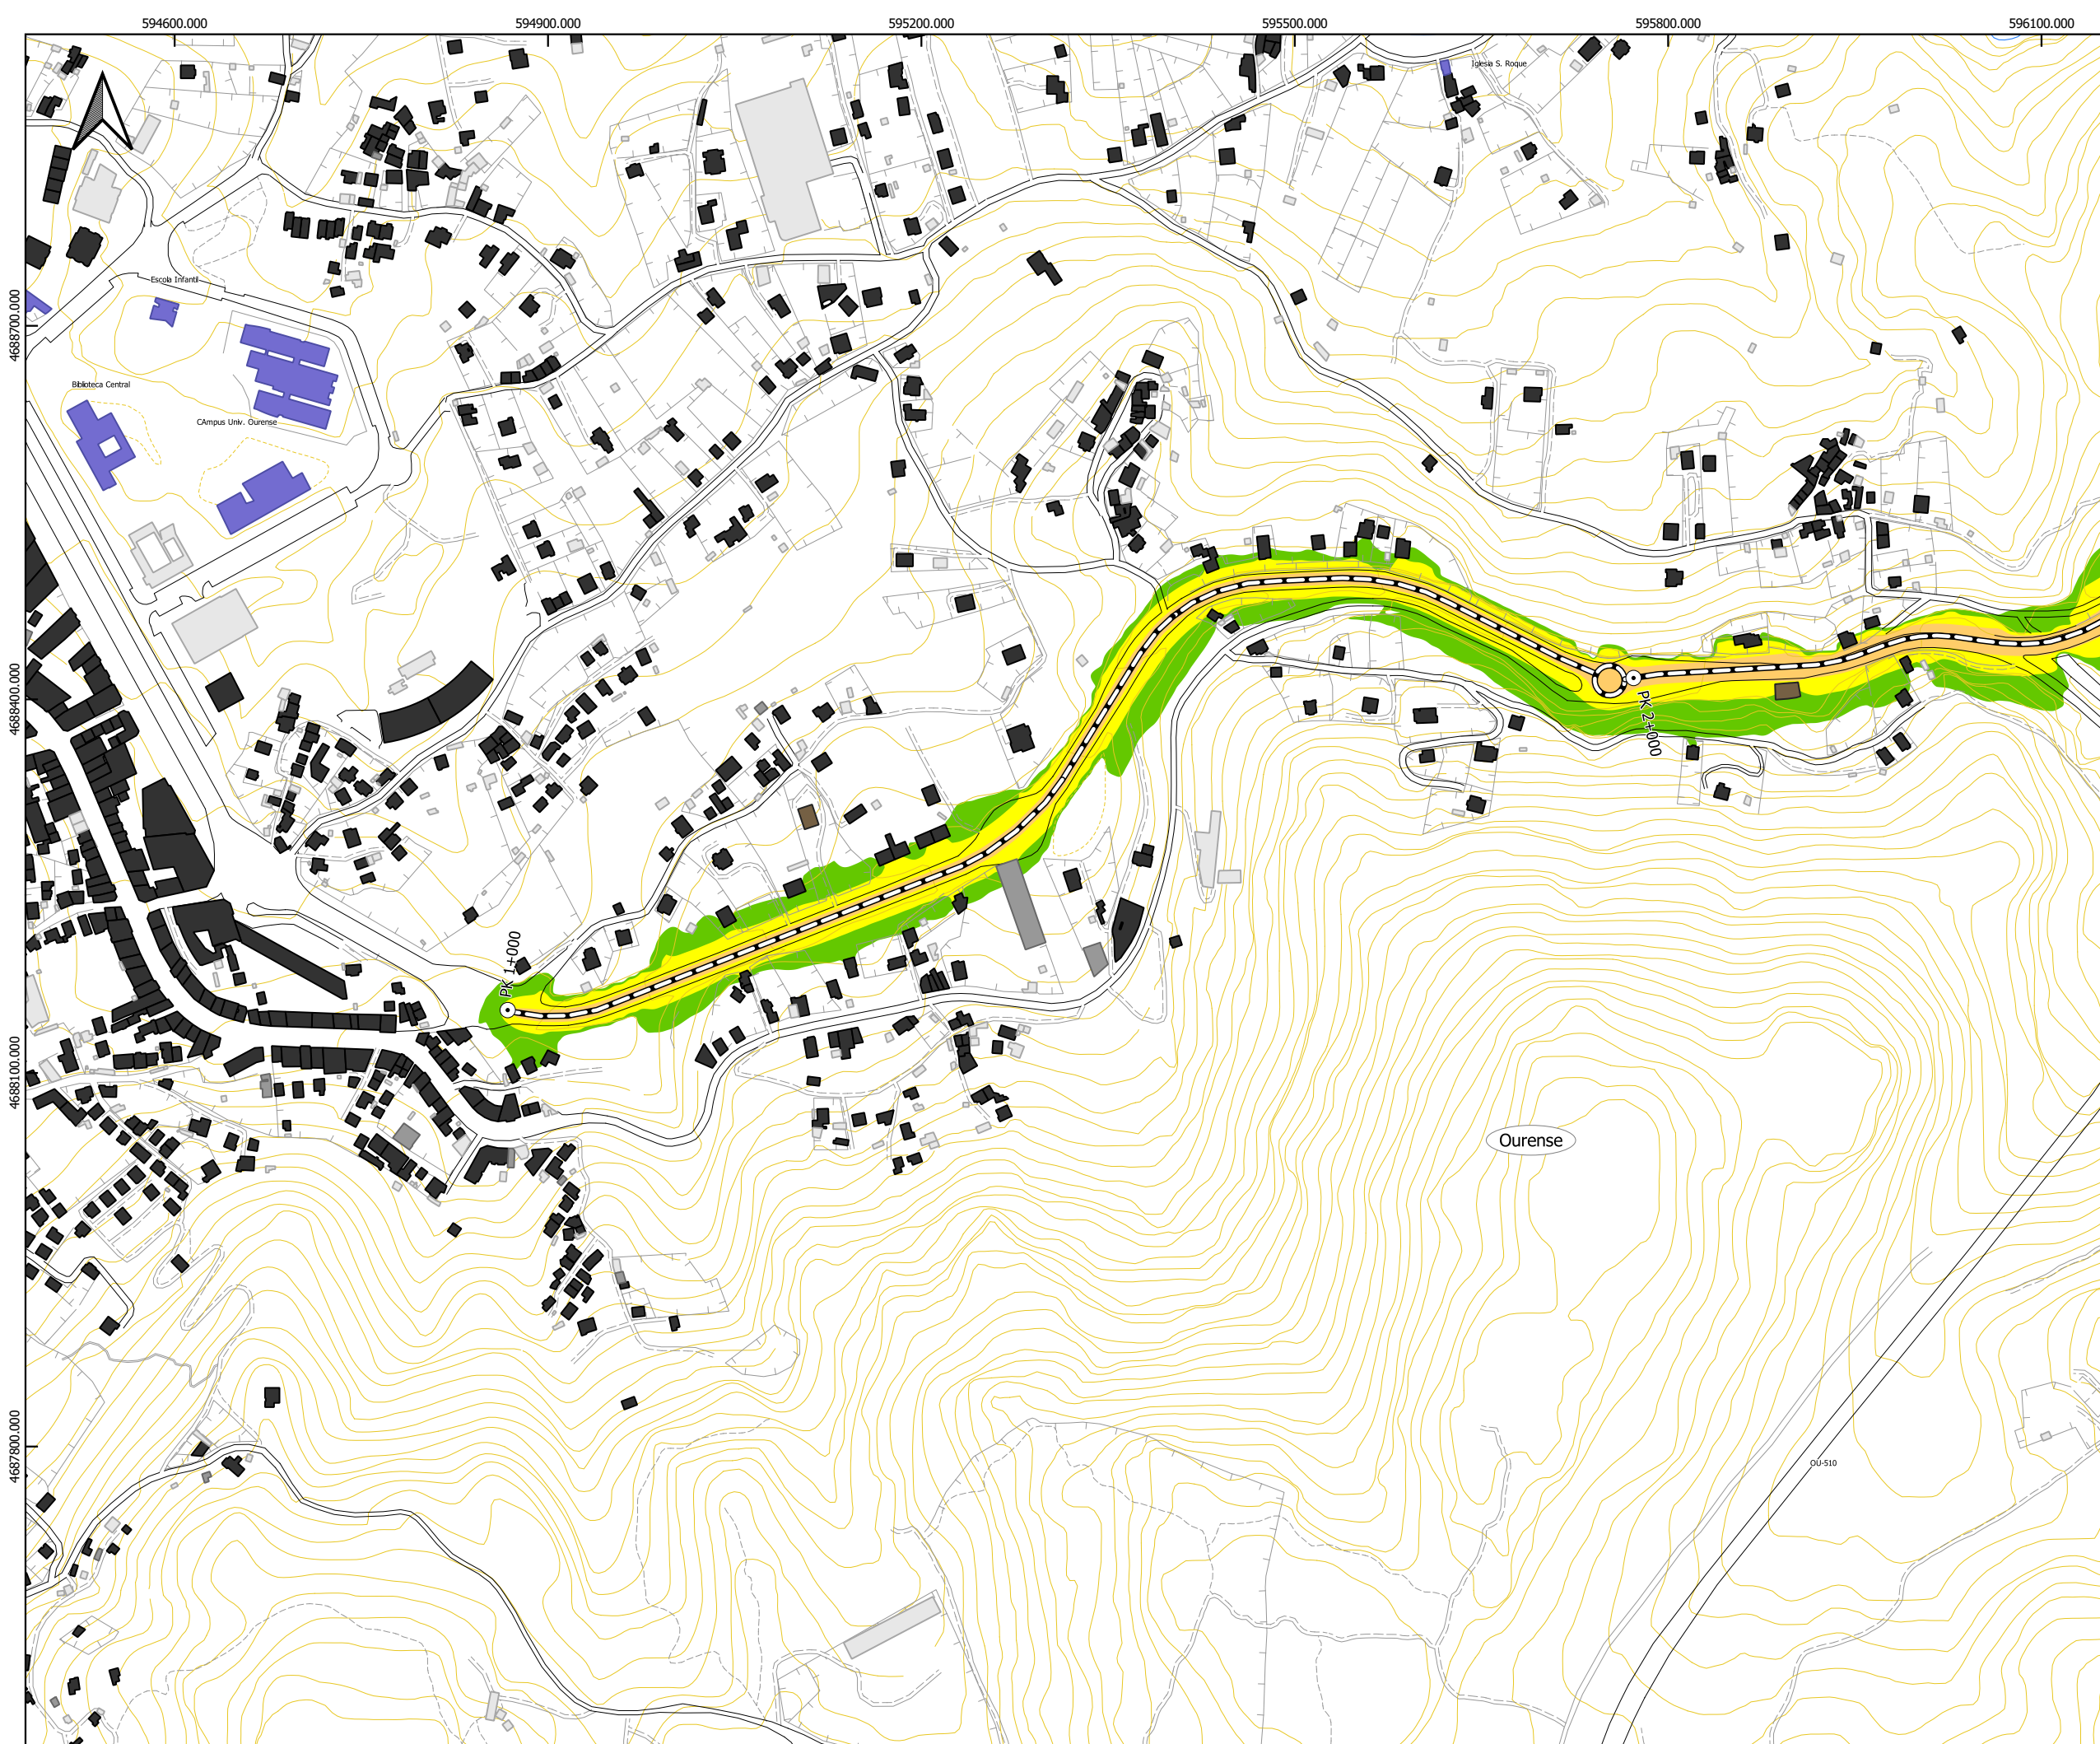 594600.000
594900.000
595200.000
595500.000
595800.000
596100.000
Iglesia S. Roque
Escola Infantil
4688700.000
Biblioteca Central
CAmpus Univ. Ourense
4688400.000
PK 2+000
PK 1+000
4688100.000
Ourense
4687800.000
OU-510